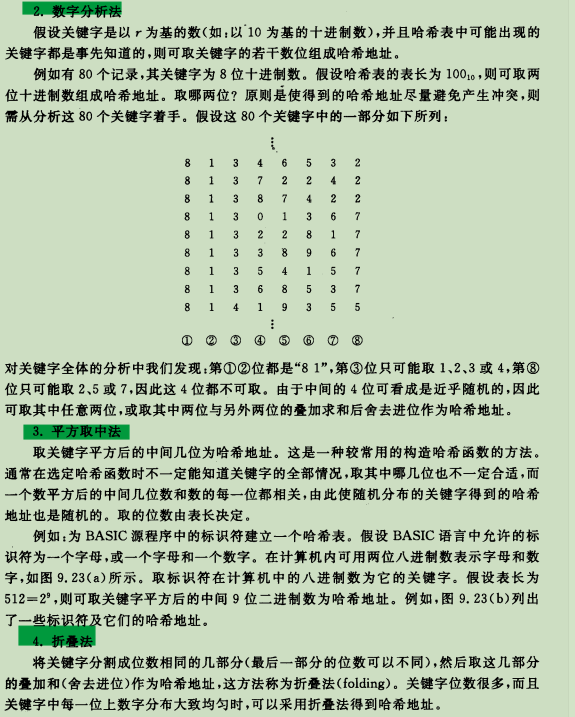 2. 数字分析法
假设关键字是以 r 为基的数(如:以 10 为基的十进制数),并且哈希表中可能出现的
关键字都是事先知道的,则可取关键字的若干数位组成哈希地址。
例如有 80 个记录,其关键字为 8 位十进制数。假设哈希表的表长为 100₁₀,则可取两
位十进制数组成哈希地址。取哪两位？原则是使得到的哈希地址尽量避免产生冲突,则
需从分析这 80 个关键字着手。假设这 80 个关键字中的一部分如下所列：
⋮
8 1 3 4 6 5 3 2
8 1 3 7 2 2 4 2
8 1 3 8 7 4 2 2
8 1 3 0 1 3 6 7
8 1 3 2 2 8 1 7
8 1 3 3 8 9 6 7
8 1 3 5 4 1 5 7
8 1 3 6 8 5 3 7
8 1 4 1 9 3 5 5
⋮
① ② ③ ④ ⑤ ⑥ ⑦ ⑧
对关键字全体的分析中我们发现:第①②位都是“8 1”,第③位只可能取 1、2、3 或 4,第⑧
位只可能取 2、5 或 7,因此这 4 位都不可取。由于中间的 4 位可看成是近乎随机的,因此
可取其中任意两位,或取其中两位与另外两位的叠加求和后舍去进位作为哈希地址。
3. 平方取中法
取关键字平方后的中间几位为哈希地址。这是一种较常用的构造哈希函数的方法。
通常在选定哈希函数时不一定能知道关键字的全部情况,取其中哪几位也不一定合适,而
一个数平方后的中间几位数和数的每一位都相关,由此使随机分布的关键字得到的哈希
地址也是随机的。取的位数由表长决定。
例如:为 BASIC 源程序中的标识符建立一个哈希表。假设 BASIC 语言中允许的标
识符为一个字母,或一个字母和一个数字。在计算机内可用两位八进制数表示字母和数
字,如图 9.23(a)所示。取标识符在计算机中的八进制数为它的关键字。假设表长为
512=2⁹,则可取关键字平方后的中间 9 位二进制数为哈希地址。例如,图 9.23(b)列出
了一些标识符及它们的哈希地址。
4. 折叠法
将关键字分割成位数相同的几部分(最后一部分的位数可以不同),然后取这几部分
的叠加和(舍去进位)作为哈希地址,这方法称为折叠法(folding)。关键字位数很多,而且
关键字中每一位上数字分布大致均匀时,可以采用折叠法得到哈希地址。